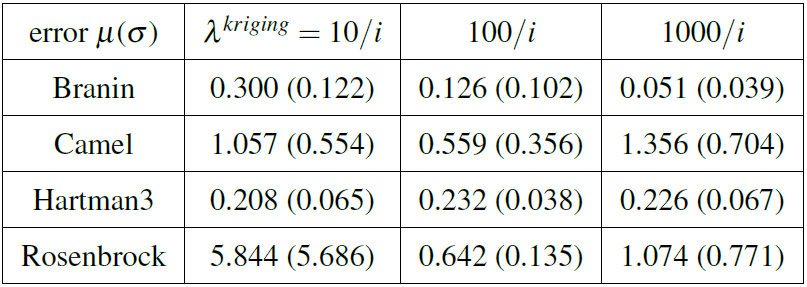 error μ(σ) λ^kriging = 10/i 100/i 1000/i
Branin 0.300 (0.122) 0.126 (0.102) 0.051 (0.039)
Camel 1.057 (0.554) 0.559 (0.356) 1.356 (0.704)
Hartman3 0.208 (0.065) 0.232 (0.038) 0.226 (0.067)
Rosenbrock 5.844 (5.686) 0.642 (0.135) 1.074 (0.771)